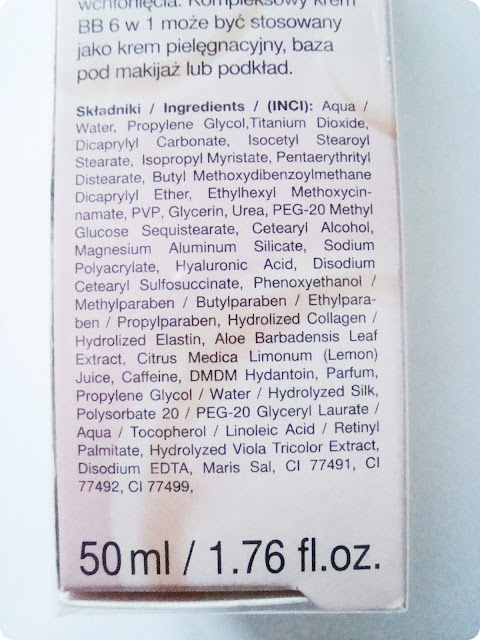 wchłonięcia. Kompleksowy krem
BB 6 w 1 może być stosowany
jako krem pielęgnacyjny, baza
pod makijaż lub podkład.
Składniki / Ingredients / (INCI): Aqua /
Water, Propylene Glycol,Titanium Dioxide,
Dicaprylyl Carbonate, Isocetyl Stearoyl
Stearate, Isopropyl Myristate, Pentaerythrityl
Distearate, Butyl Methoxydibenzoylmethane
Dicaprylyl Ether, Ethylhexyl Methoxycin-
namate, PVP, Glycerin, Urea, PEG-20 Methyl
Glucose Sequistearate, Cetearyl Alcohol,
Magnesium Aluminum Silicate, Sodium
Polyacrylate, Hyaluronic Acid, Disodium
Cetearyl Sulfosuccinate, Phenoxyethanol /
Methylparaben / Butylparaben / Ethylpara-
ben / Propylparaben, Hydrolized Collagen /
Hydrolized Elastin, Aloe Barbadensis Leaf
Extract, Citrus Medica Limonum (Lemon)
Juice, Caffeine, DMDM Hydantoin, Parfum,
Propylene Glycol / Water / Hydrolyzed Silk,
Polysorbate 20 / PEG-20 Glyceryl Laurate /
Aqua / Tocopherol / Linoleic Acid / Retinyl
Palmitate, Hydrolyzed Viola Tricolor Extract,
Disodium EDTA, Maris Sal, CI 77491, CI
77492, CI 77499,
50 ml / 1.76 fl.oz.